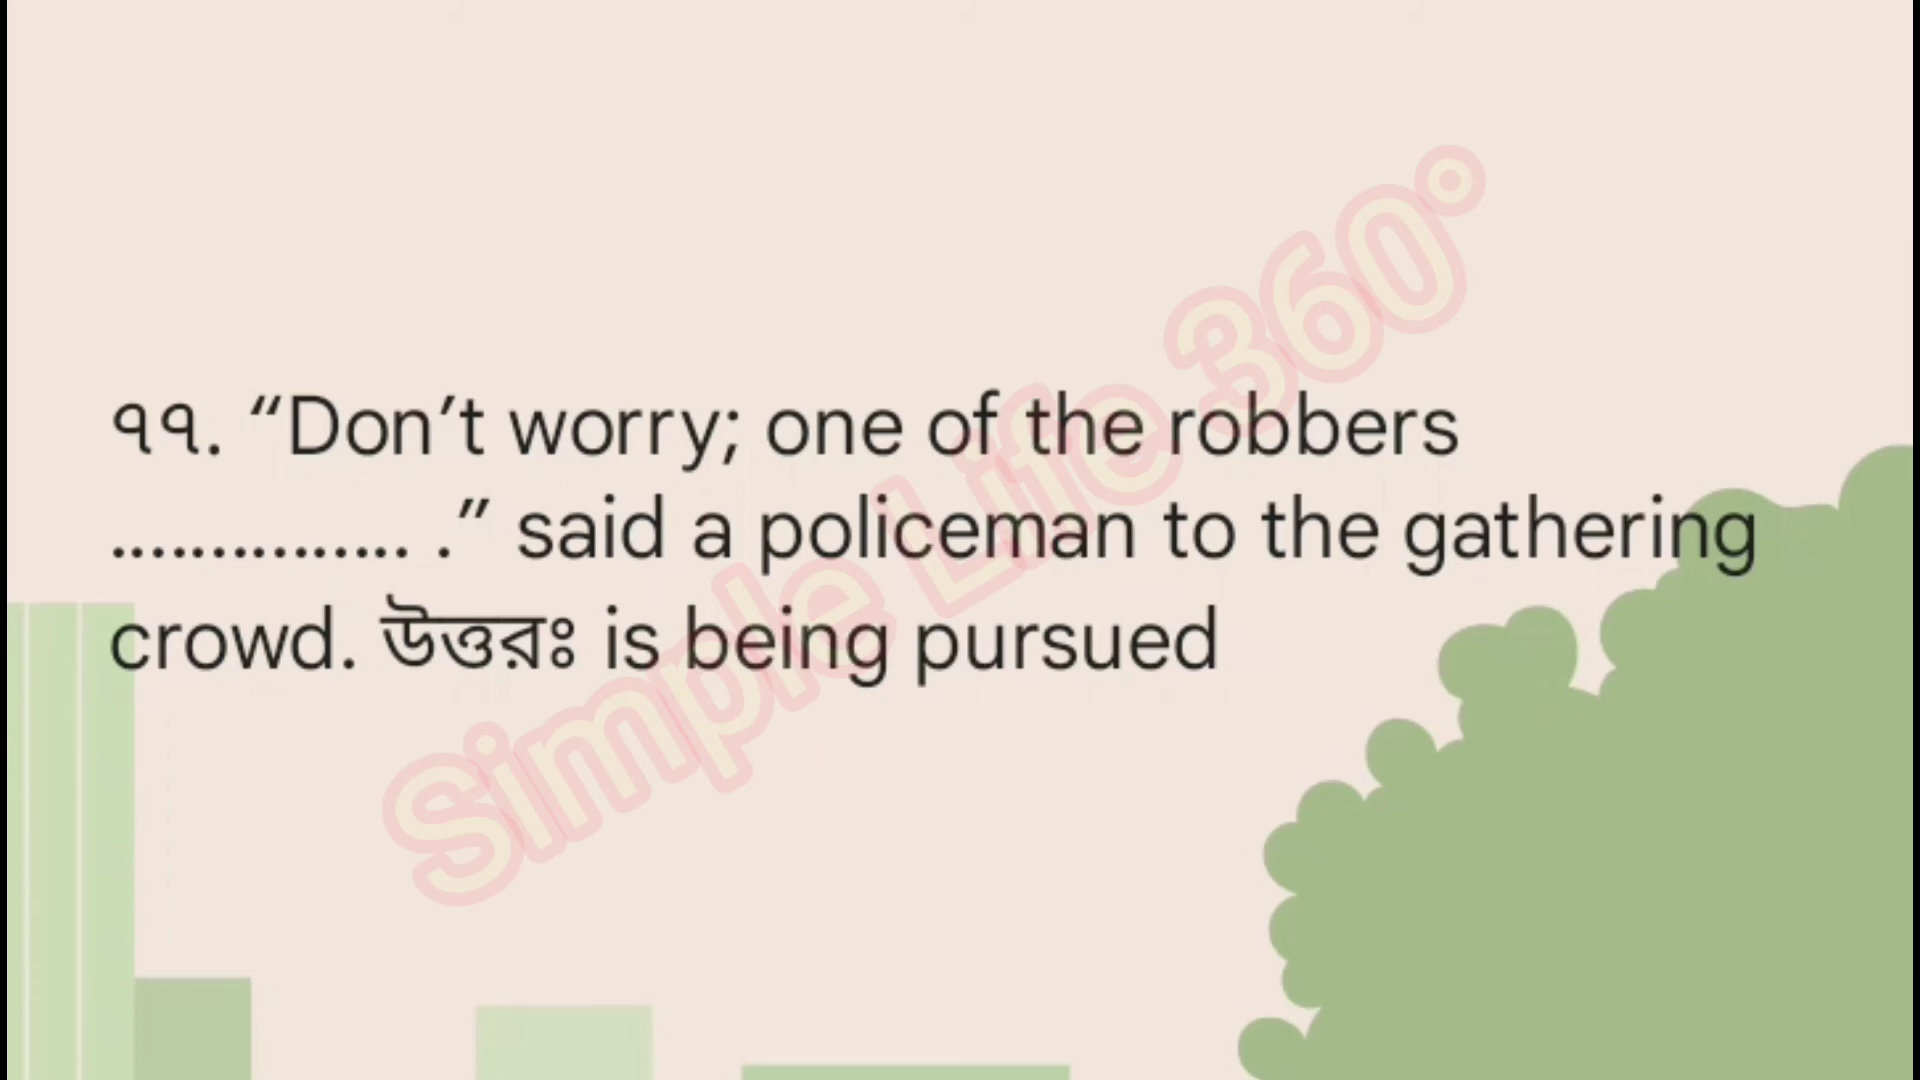 ৭৭. “Don’t worry; one of the robbers
............... .” said a policeman to the gathering
crowd. উত্তরঃ is being pursued
Simple Life 360°